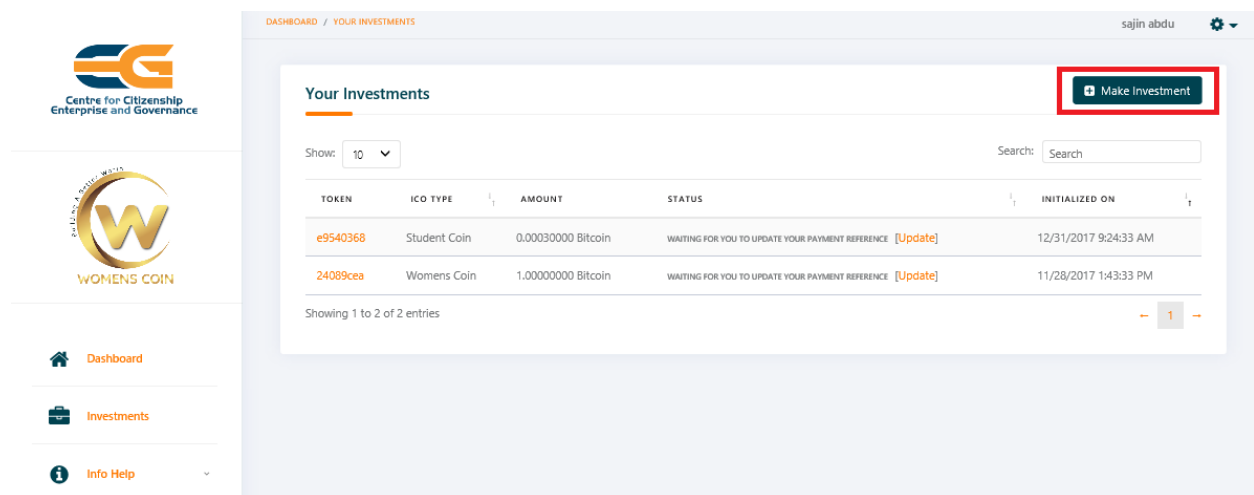 DASHBOARD / YOUR INVESTMENTS
sajin abdu
Centre for Citizenship
Enterprise and Governance
Your Investments
Make Investment
Show: 10
Search: Search
TOKEN ICO TYPE AMOUNT STATUS INITIALIZED ON
e9540368 Student Coin 0.00030000 Bitcoin WAITING FOR YOU TO UPDATE YOUR PAYMENT REFERENCE [Update] 12/31/2017 9:24:33 AM
24089cea Womens Coin 1.00000000 Bitcoin WAITING FOR YOU TO UPDATE YOUR PAYMENT REFERENCE [Update] 11/28/2017 1:43:33 PM
Showing 1 to 2 of 2 entries
← 1 →
Building A Better World
W
WOMENS COIN
Dashboard
Investments
Info Help